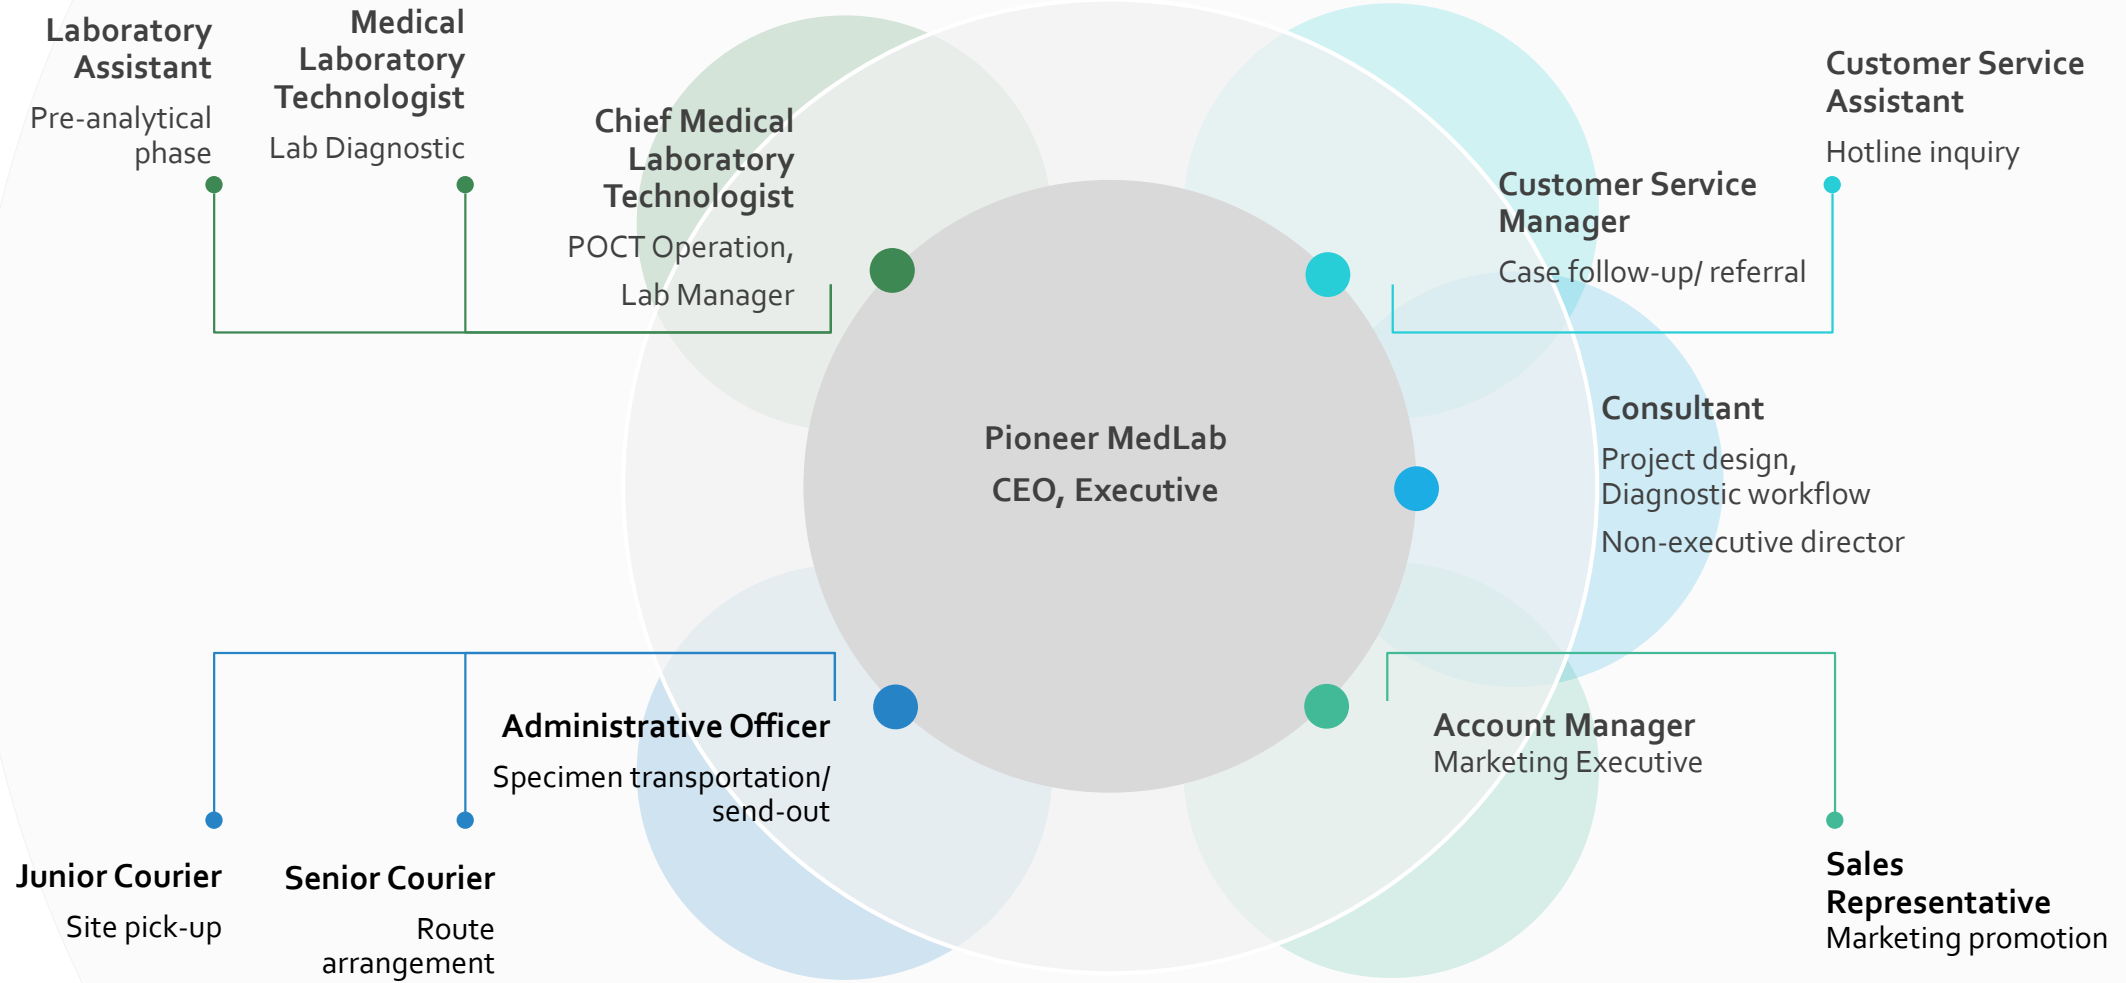 Laboratory
Assistant
Pre-analytical
phase
Medical
Laboratory
Technologist
Lab Diagnostic
Chief Medical
Laboratory
Technologist
POCT Operation,
Lab Manager
Customer Service
Manager
Case follow-up/ referral
Customer Service
Assistant
Hotline inquiry
Pioneer MedLab
CEO, Executive
Consultant
Project design,
Diagnostic workflow
Non-executive director
Administrative Officer
Specimen transportation/
send-out
Account Manager
Marketing Executive
Junior Courier
Site pick-up
Senior Courier
Route
arrangement
Sales
Representative
Marketing promotion